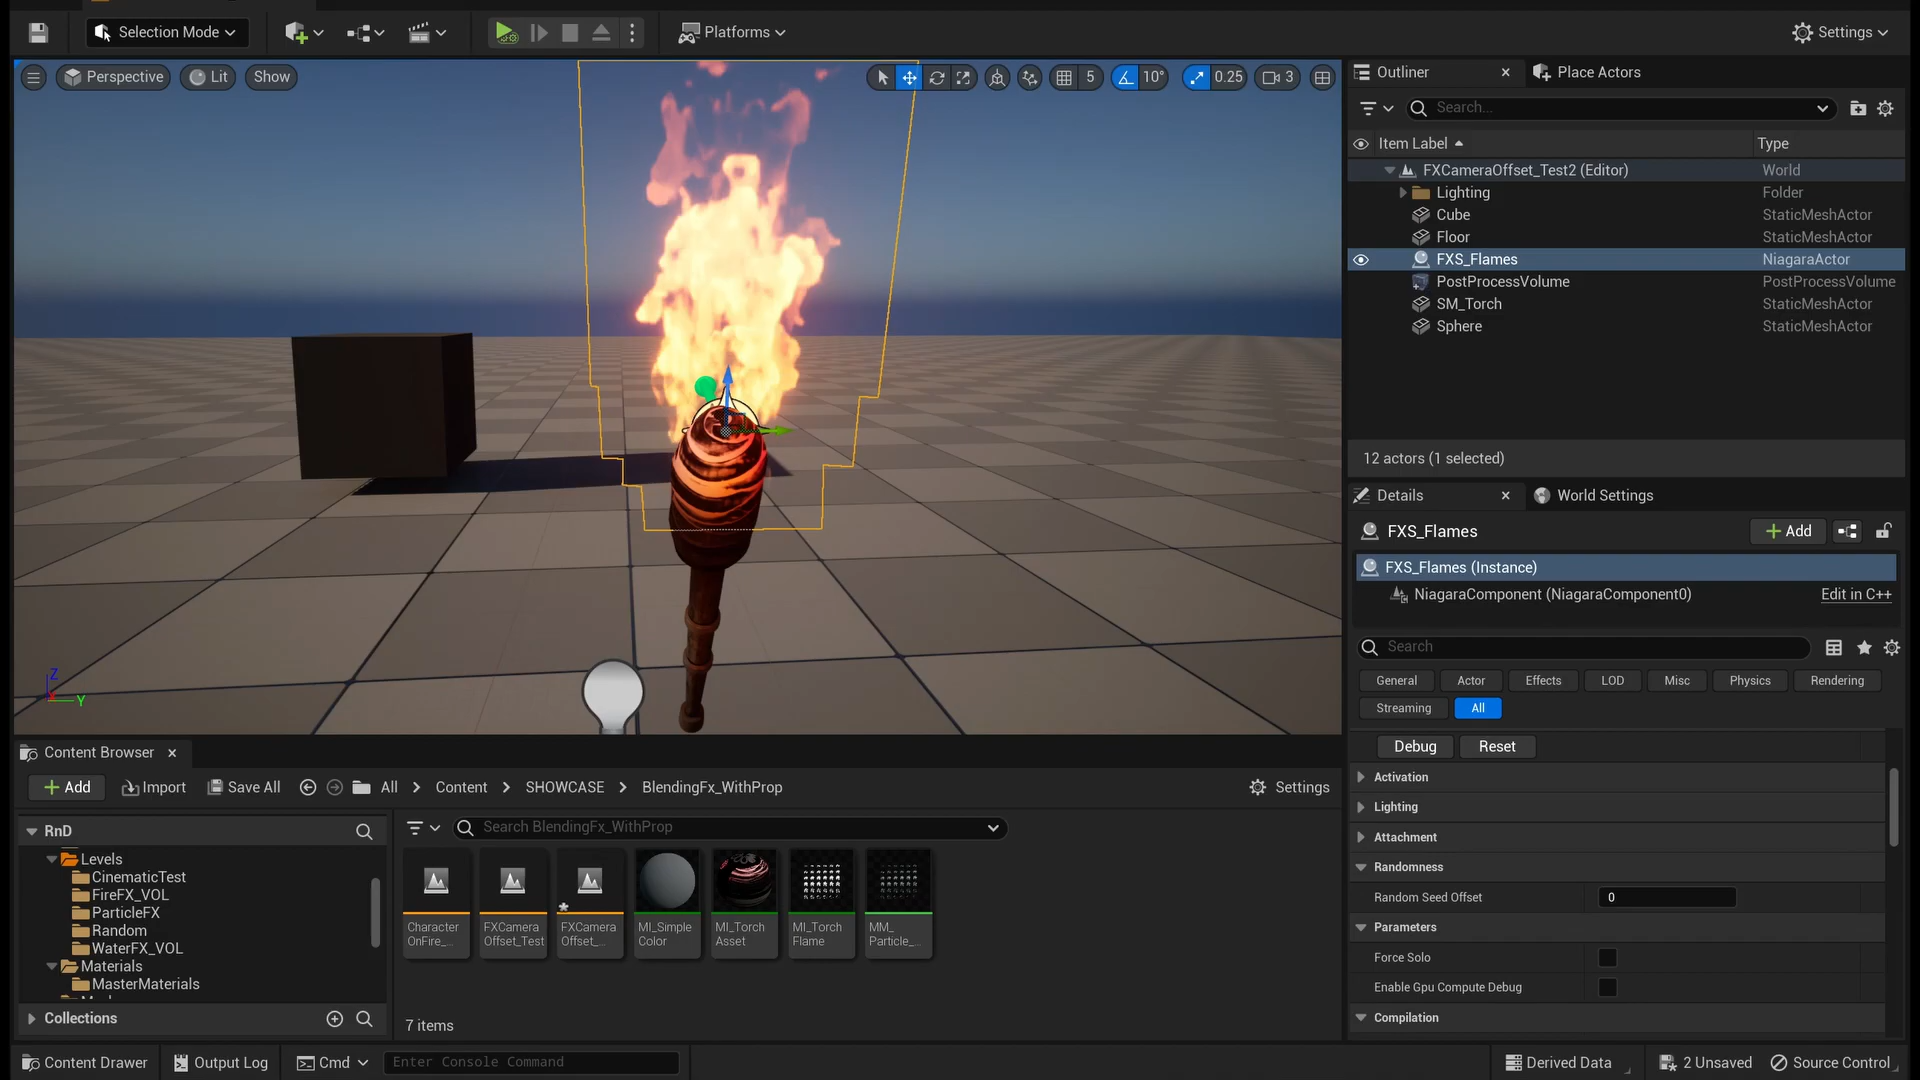 Selection Mode
Platforms
Settings
Perspective
Lit
Show
5
10°
0.25
3
Outliner
Place Actors
Search...
Item Label
Type
FXCameraOffset_Test2 (Editor)
World
Lighting
Folder
Cube
StaticMeshActor
Floor
StaticMeshActor
FXS_Flames
NiagaraActor
PostProcessVolume
PostProcessVolume
SM_Torch
StaticMeshActor
Sphere
StaticMeshActor
12 actors (1 selected)
Details
World Settings
FXS_Flames
Add
FXS_Flames (Instance)
NiagaraComponent (NiagaraComponent0)
Edit in C++
Search
General
Actor
Effects
LOD
Misc
Physics
Rendering
Streaming
All
Debug
Reset
Activation
Lighting
Attachment
Randomness
Random Seed Offset
0
Parameters
Force Solo
Enable Gpu Compute Debug
Compilation
Z
Y
Content Browser
Add
Import
Save All
All
Content
SHOWCASE
BlendingFx_WithProp
Settings
RnD
Levels
CinematicTest
FireFX_VOL
ParticleFX
Random
WaterFX_VOL
Materials
MasterMaterials
Collections
Search BlendingFx_WithProp
Character
OnFire_...
FXCamera
Offset_Test
FXCamera
Offset_...
MI_Simple
Color
MI_Torch
Asset
MI_Torch
Flame
MM_
Particle_...
7 items
Content Drawer
Output Log
Cmd
Enter Console Command
Derived Data
2 Unsaved
Source Control